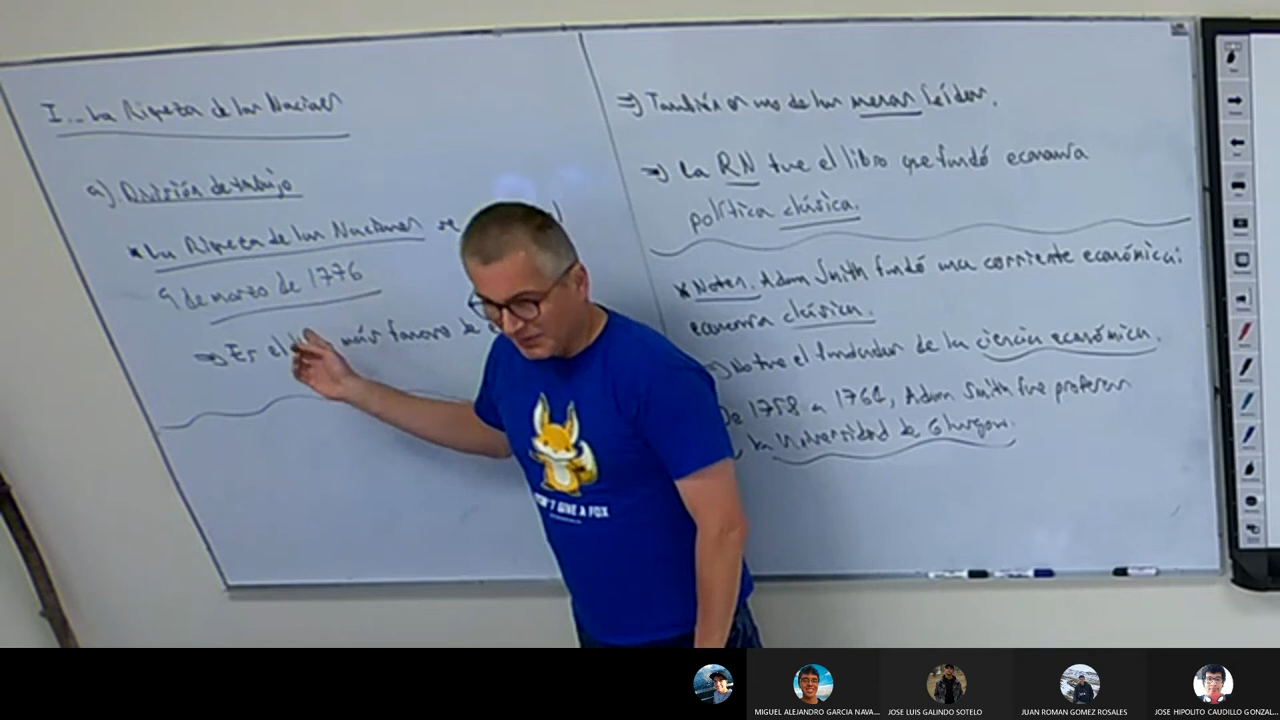 I. La Riqueza de las Naciones
a) División de trabajo
* La Riqueza de las Naciones se
9 de marzo de 1776
⇒ Es el más famoso de
⇒ También es uno de los menos leídos.
⇒ La RN fue el libro que fundó economía
política clásica.
* Notas. Adam Smith fundó una corriente económica:
economía clásica.
No fue el fundador de la ciencia económica.
De 1758 a 1764, Adam Smith fue profesor
la Universidad de Glasgow.
GIVE A FOX
MIGUEL ALEJANDRO GARCIA NAVA...
JOSE LUIS GALINDO SOTELO
JUAN ROMAN GOMEZ ROSALES
JOSE HIPOLITO CAUDILLO GONZAL...